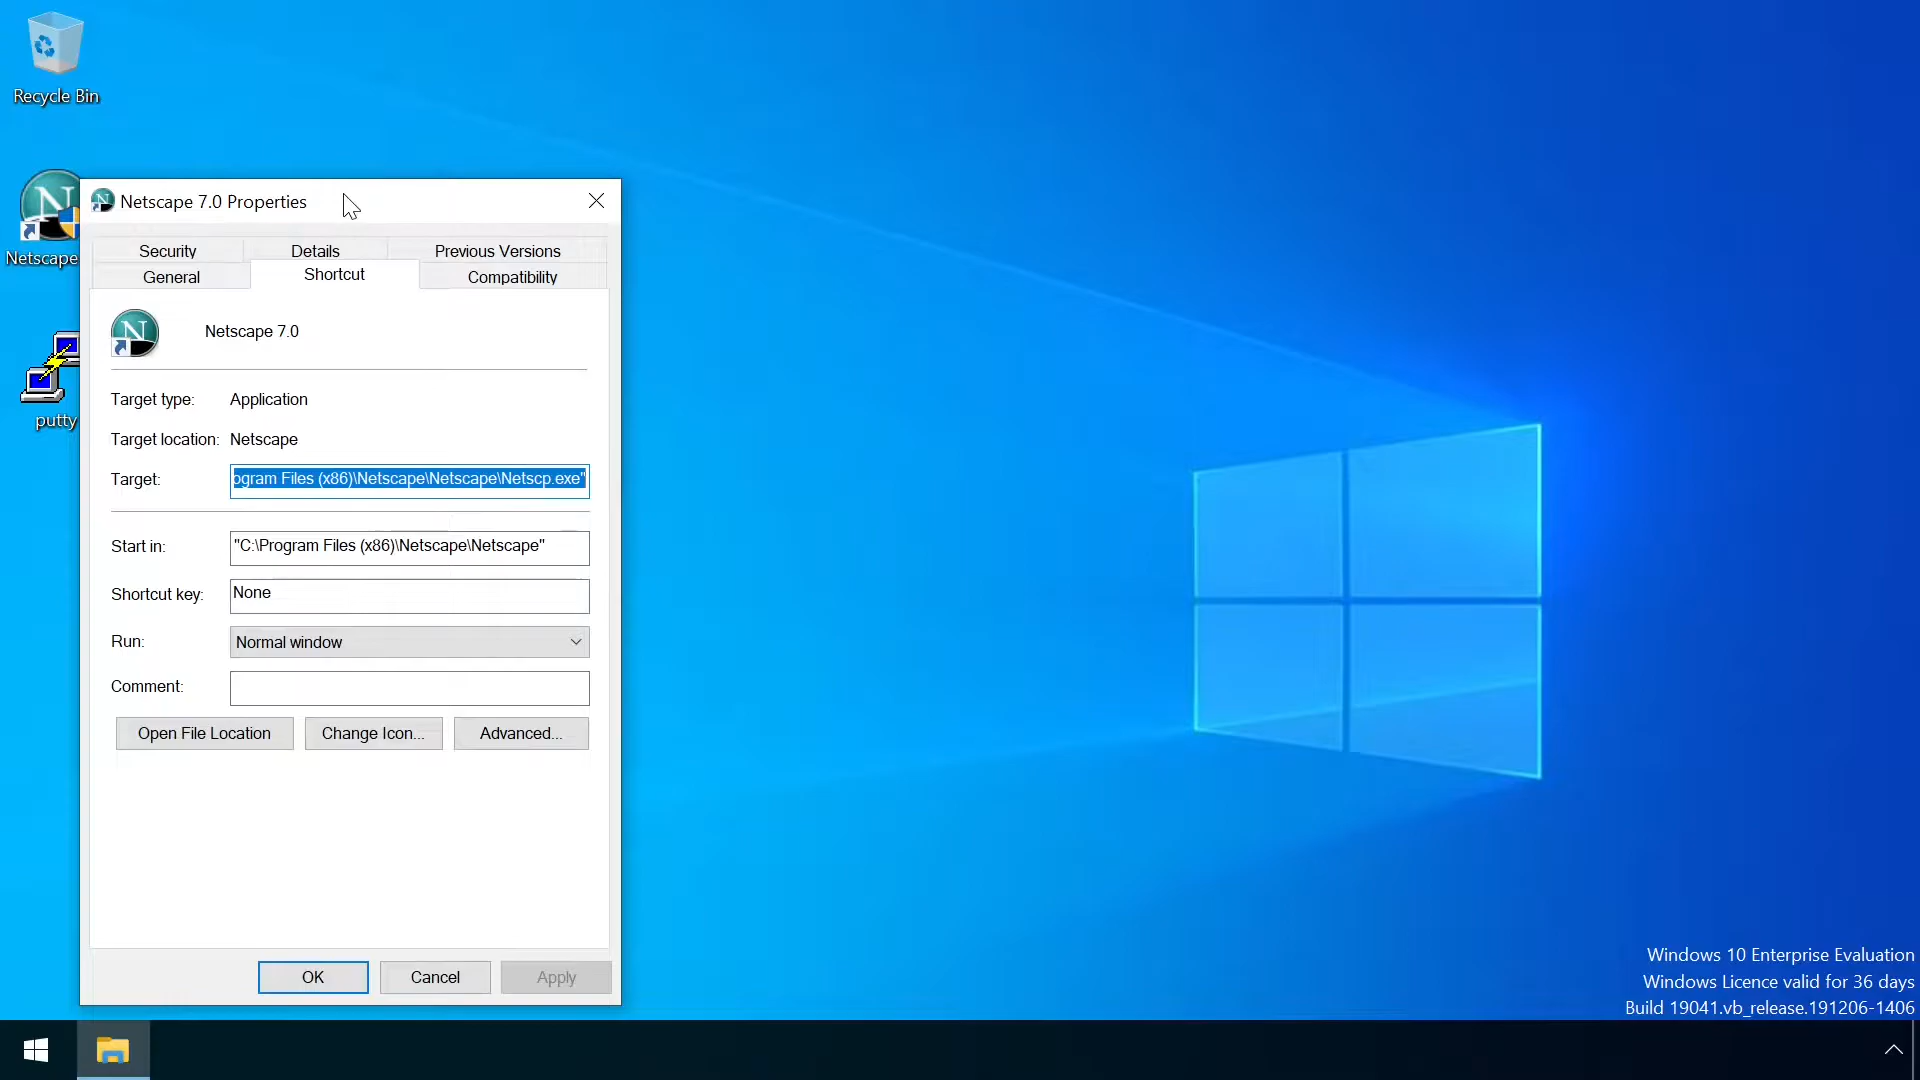 Recycle Bin
Netscape
putty
Netscape 7.0 Properties
Security
Details
Previous Versions
General
Shortcut
Compatibility
Netscape 7.0
Target type:
Application
Target location:
Netscape
Target:
ogram Files (x86)\Netscape\Netscape\Netscp.exe"
Start in:
"C:\Program Files (x86)\Netscape\Netscape"
Shortcut key:
None
Run:
Normal window
Comment:
Open File Location
Change Icon...
Advanced...
OK
Cancel
Apply
Windows 10 Enterprise Evaluation
Windows Licence valid for 36 days
Build 19041.vb_release.191206-1406